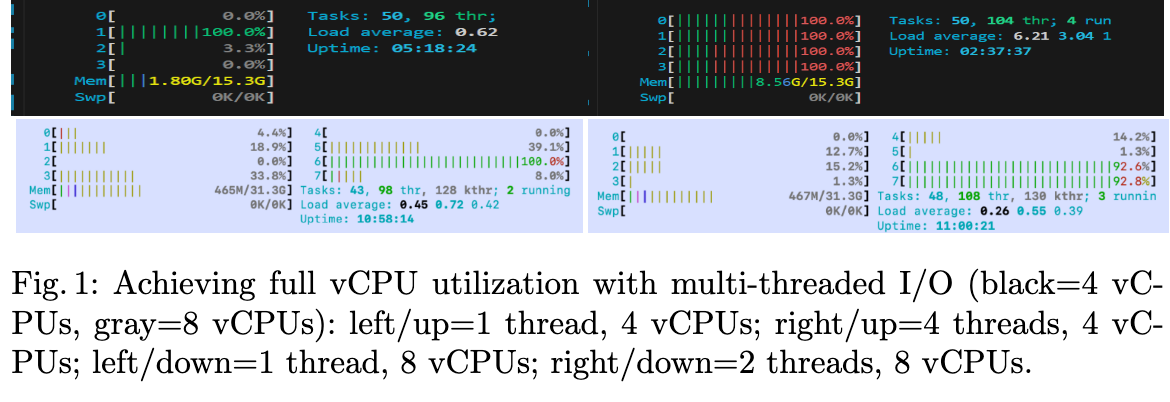 0[ 0.0%] Tasks: 50, 96 thr;
1[||||||||100.0%] Load average: 0.62
2[| 3.3%] Uptime: 05:18:24
3[ 0.0%]
Mem[|||1.80G/15.3G]
Swp[ 0K/0K]
0[||||||||||||||||100.0%] Tasks: 50, 104 thr; 4 run
1[||||||||||||||||100.0%] Load average: 6.21 3.04 1
2[||||||||||||||||100.0%] Uptime: 02:37:37
3[||||||||||||||||100.0%]
Mem[||||||||||8.56G/15.3G]
Swp[ 0K/0K]
0[||| 4.4%] 4[ 0.0%]
1[||||||| 18.9%] 5[||||||||||||| 39.1%]
2[ 0.0%] 6[|||||||||||||||||||||||||||100.0%]
3[||||||||||| 33.8%] 7[||||| 8.0%]
Mem[||||||||||||| 465M/31.3G] Tasks: 43, 98 thr, 128 kthr; 2 running
Swp[ 0K/0K] Load average: 0.45 0.72 0.42
Uptime: 10:58:14
0[ 0.0%] 4[||||| 14.2%]
1[||||| 12.7%] 5[| 1.3%]
2[||||| 15.2%] 6[|||||||||||||||||||||||||||||92.6%]
3[| 1.3%] 7[|||||||||||||||||||||||||||||92.8%]
Mem[|||||||||||||| 467M/31.3G] Tasks: 48, 108 thr, 130 kthr; 3 runnin
Swp[ 0K/0K] Load average: 0.26 0.55 0.39
Uptime: 11:00:21
Fig. 1: Achieving full vCPU utilization with multi-threaded I/O (black=4 vC-
PUs, gray=8 vCPUs): left/up=1 thread, 4 vCPUs; right/up=4 threads, 4 vC-
PUs; left/down=1 thread, 8 vCPUs; right/down=2 threads, 8 vCPUs.